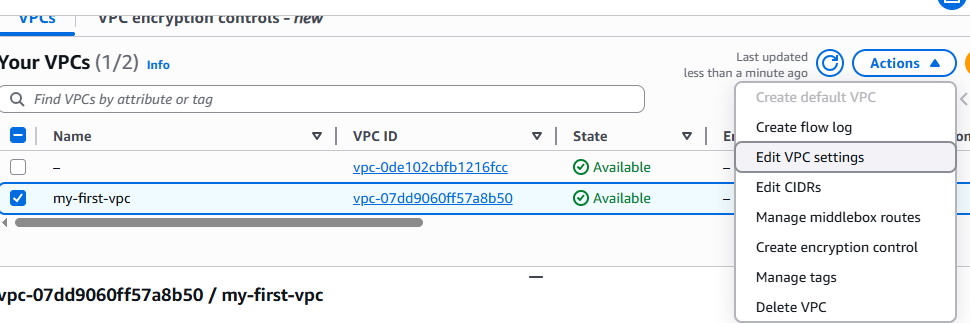 VPCs VPC encryption controls - new
Your VPCs (1/2) Info
Last updated
less than a minute ago
Actions
Find VPCs by attribute or tag
Name VPC ID State
– vpc-0de102cbfb1216fcc Available –
my-first-vpc vpc-07dd9060ff57a8b50 Available –
Create default VPC
Create flow log
Edit VPC settings
Edit CIDRs
Manage middlebox routes
Create encryption control
Manage tags
Delete VPC
vpc-07dd9060ff57a8b50 / my-first-vpc